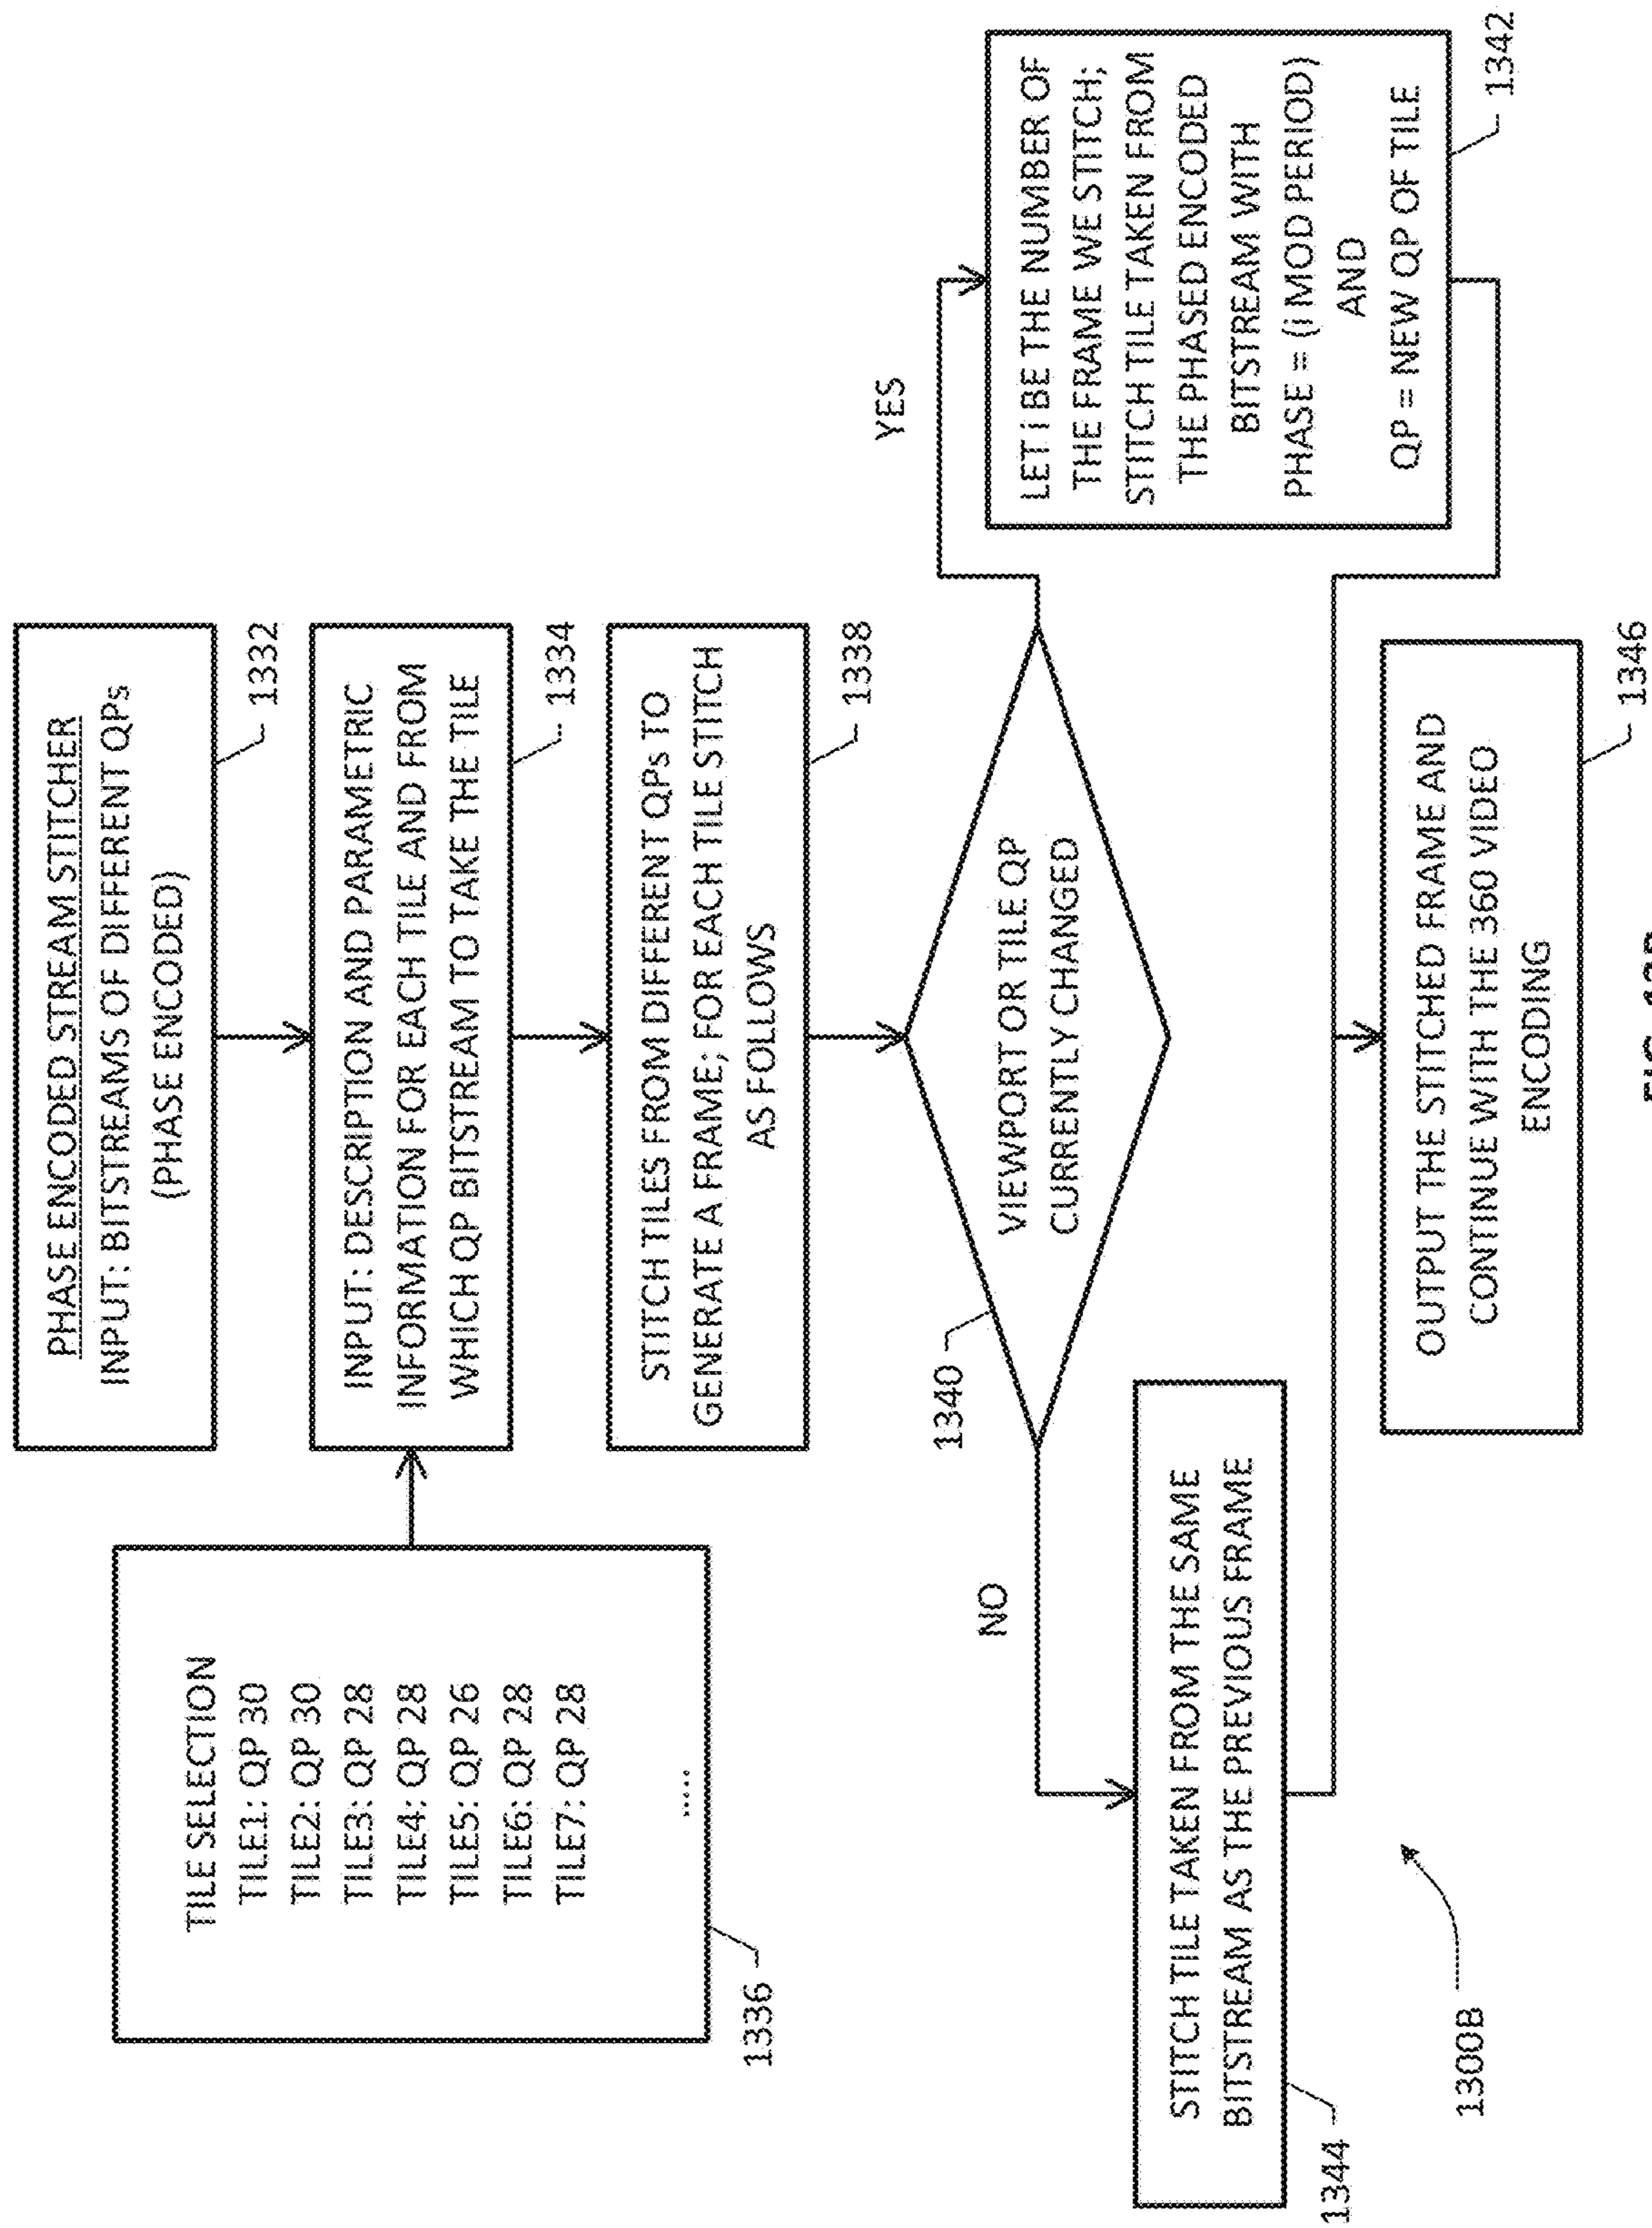 PHASE ENCODED STREAM STITCHER
INPUT: BITSTREAMS OF DIFFERENT QPs
(PHASE ENCODED)
1332
TILE SELECTION
TILE1: QP 30
TILE2: QP 30
TILE3: QP 28
TILE4: QP 28
TILE5: QP 26
TILE6: QP 28
TILE7: QP 28
.....
1336
INPUT: DESCRIPTION AND PARAMETRIC
INFORMATION FOR EACH TILE AND FROM
WHICH QP BITSTREAM TO TAKE THE TILE
1334
STITCH TILES FROM DIFFERENT QPs TO
GENERATE A FRAME; FOR EACH TILE STITCH
AS FOLLOWS
1338
1340
VIEWPORT OR TILE QP
CURRENTLY CHANGED
NO
YES
STITCH TILE TAKEN FROM THE SAME
BITSTREAM AS THE PREVIOUS FRAME
1344
LET i BE THE NUMBER OF
THE FRAME WE STITCH;
STITCH TILE TAKEN FROM
THE PHASED ENCODED
BITSTREAM WITH
PHASE = (i MOD PERIOD)
AND
QP = NEW QP OF TILE
1342
OUTPUT THE STITCHED FRAME AND
CONTINUE WITH THE 360 VIDEO
ENCODING
1346
1300B